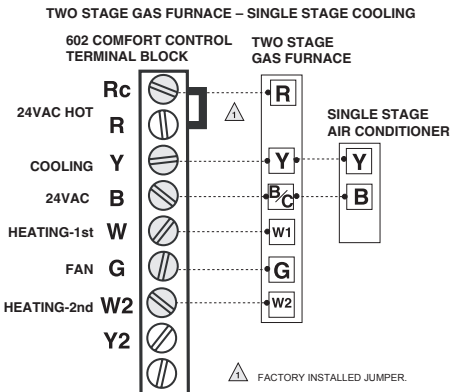 TWO STAGE GAS FURNACE – SINGLE STAGE COOLING
602 COMFORT CONTROL
TERMINAL BLOCK
TWO STAGE
GAS FURNACE
SINGLE STAGE
AIR CONDITIONER
Rc
24VAC HOT
R
1
R
COOLING Y
Y
Y
24VAC B
B/C
B
HEATING-1st W
W1
FAN G
G
HEATING-2nd W2
W2
Y2
1 FACTORY INSTALLED JUMPER.